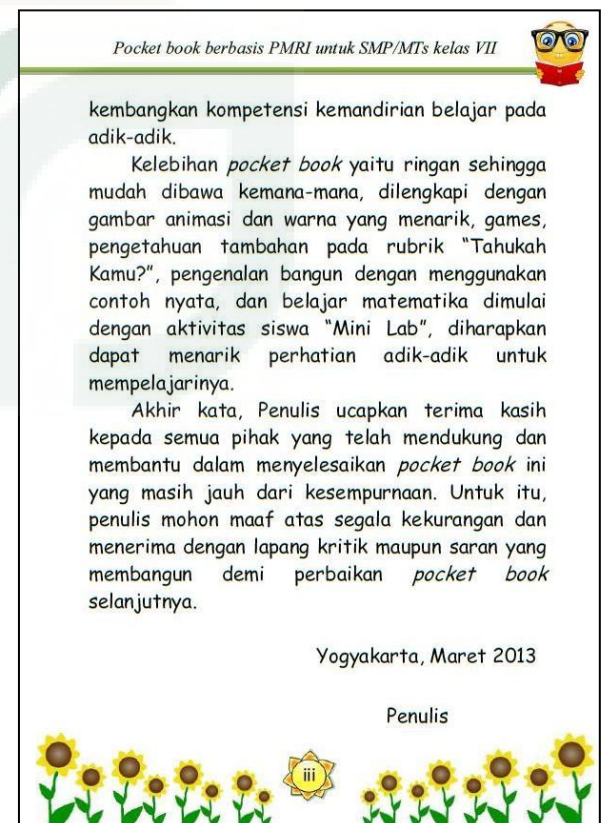 Pocket book berbasis PMRI untuk SMP/MTs kelas VII
kembangkan kompetensi kemandirian belajar pada
adik-adik.
Kelebihan pocket book yaitu ringan sehingga
mudah dibawa kemana-mana, dilengkapi dengan
gambar animasi dan warna yang menarik, games,
pengetahuan tambahan pada rubrik "Tahukah
Kamu?", pengenalan bangun dengan menggunakan
contoh nyata, dan belajar matematika dimulai
dengan aktivitas siswa "Mini Lab", diharapkan
dapat menarik perhatian adik-adik untuk
mempelajarinya.
Akhir kata, Penulis ucapkan terima kasih
kepada semua pihak yang telah mendukung dan
membantu dalam menyelesaikan pocket book ini
yang masih jauh dari kesempurnaan. Untuk itu,
penulis mohon maaf atas segala kekurangan dan
menerima dengan lapang kritik maupun saran yang
membangun demi perbaikan pocket book
selanjutnya.
Yogyakarta, Maret 2013
Penulis
iii